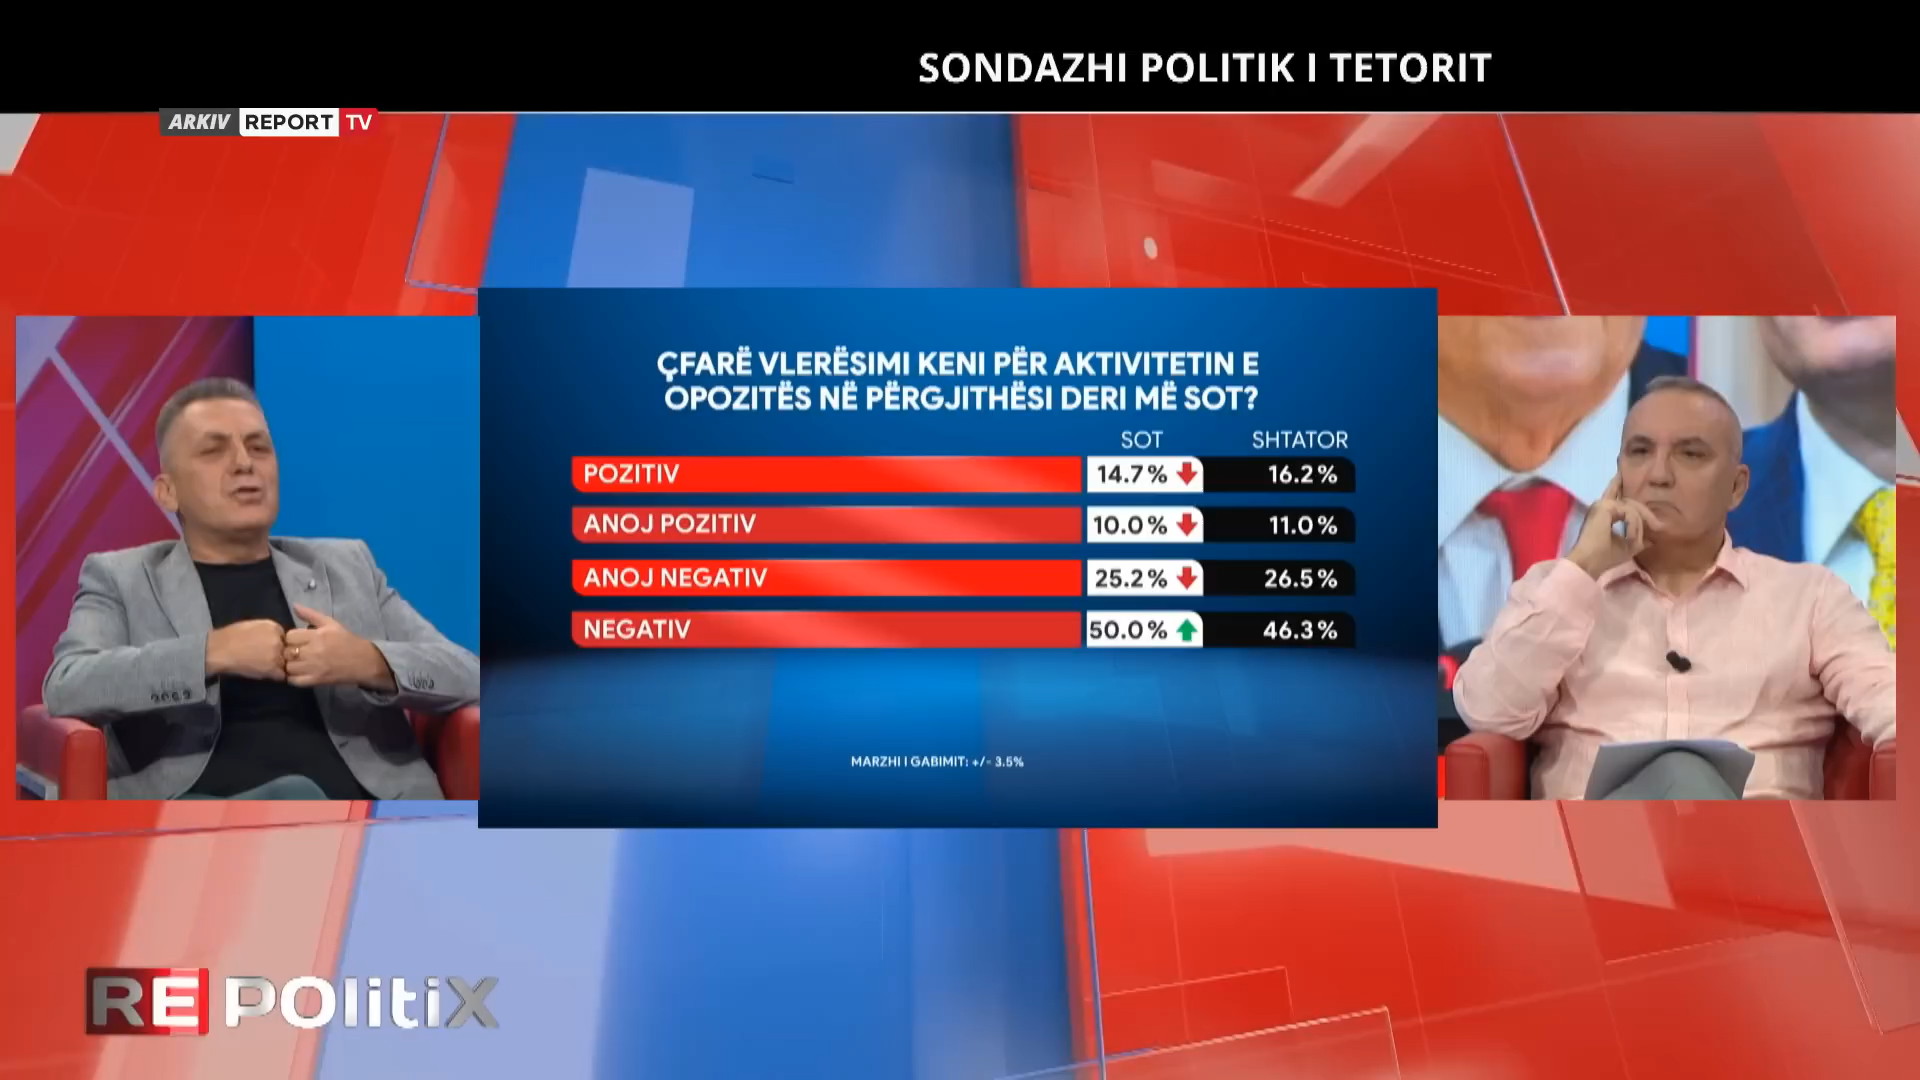 SONDAZHI POLITIK I TETORIT
ARKIV REPORT TV
ÇFARË VLERËSIMI KENI PËR AKTIVITETIN E
OPOZITËS NË PËRGJITHËSI DERI MË SOT?
SOT SHTATOR
POZITIV 14.7% 16.2%
ANOJ POZITIV 10.0% 11.0%
ANOJ NEGATIV 25.2% 26.5%
NEGATIV 50.0% 46.3%
MARZHI I GABIMIT: +/- 3.5%
RE POlitiX